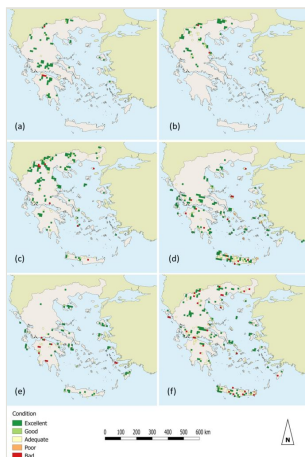 (a)
(b)
(c)
(d)
(e)
(f)
Condition
Excellent
Good
Adequate
Poor
Bad
0 100 200 300 400 500 600 km
N